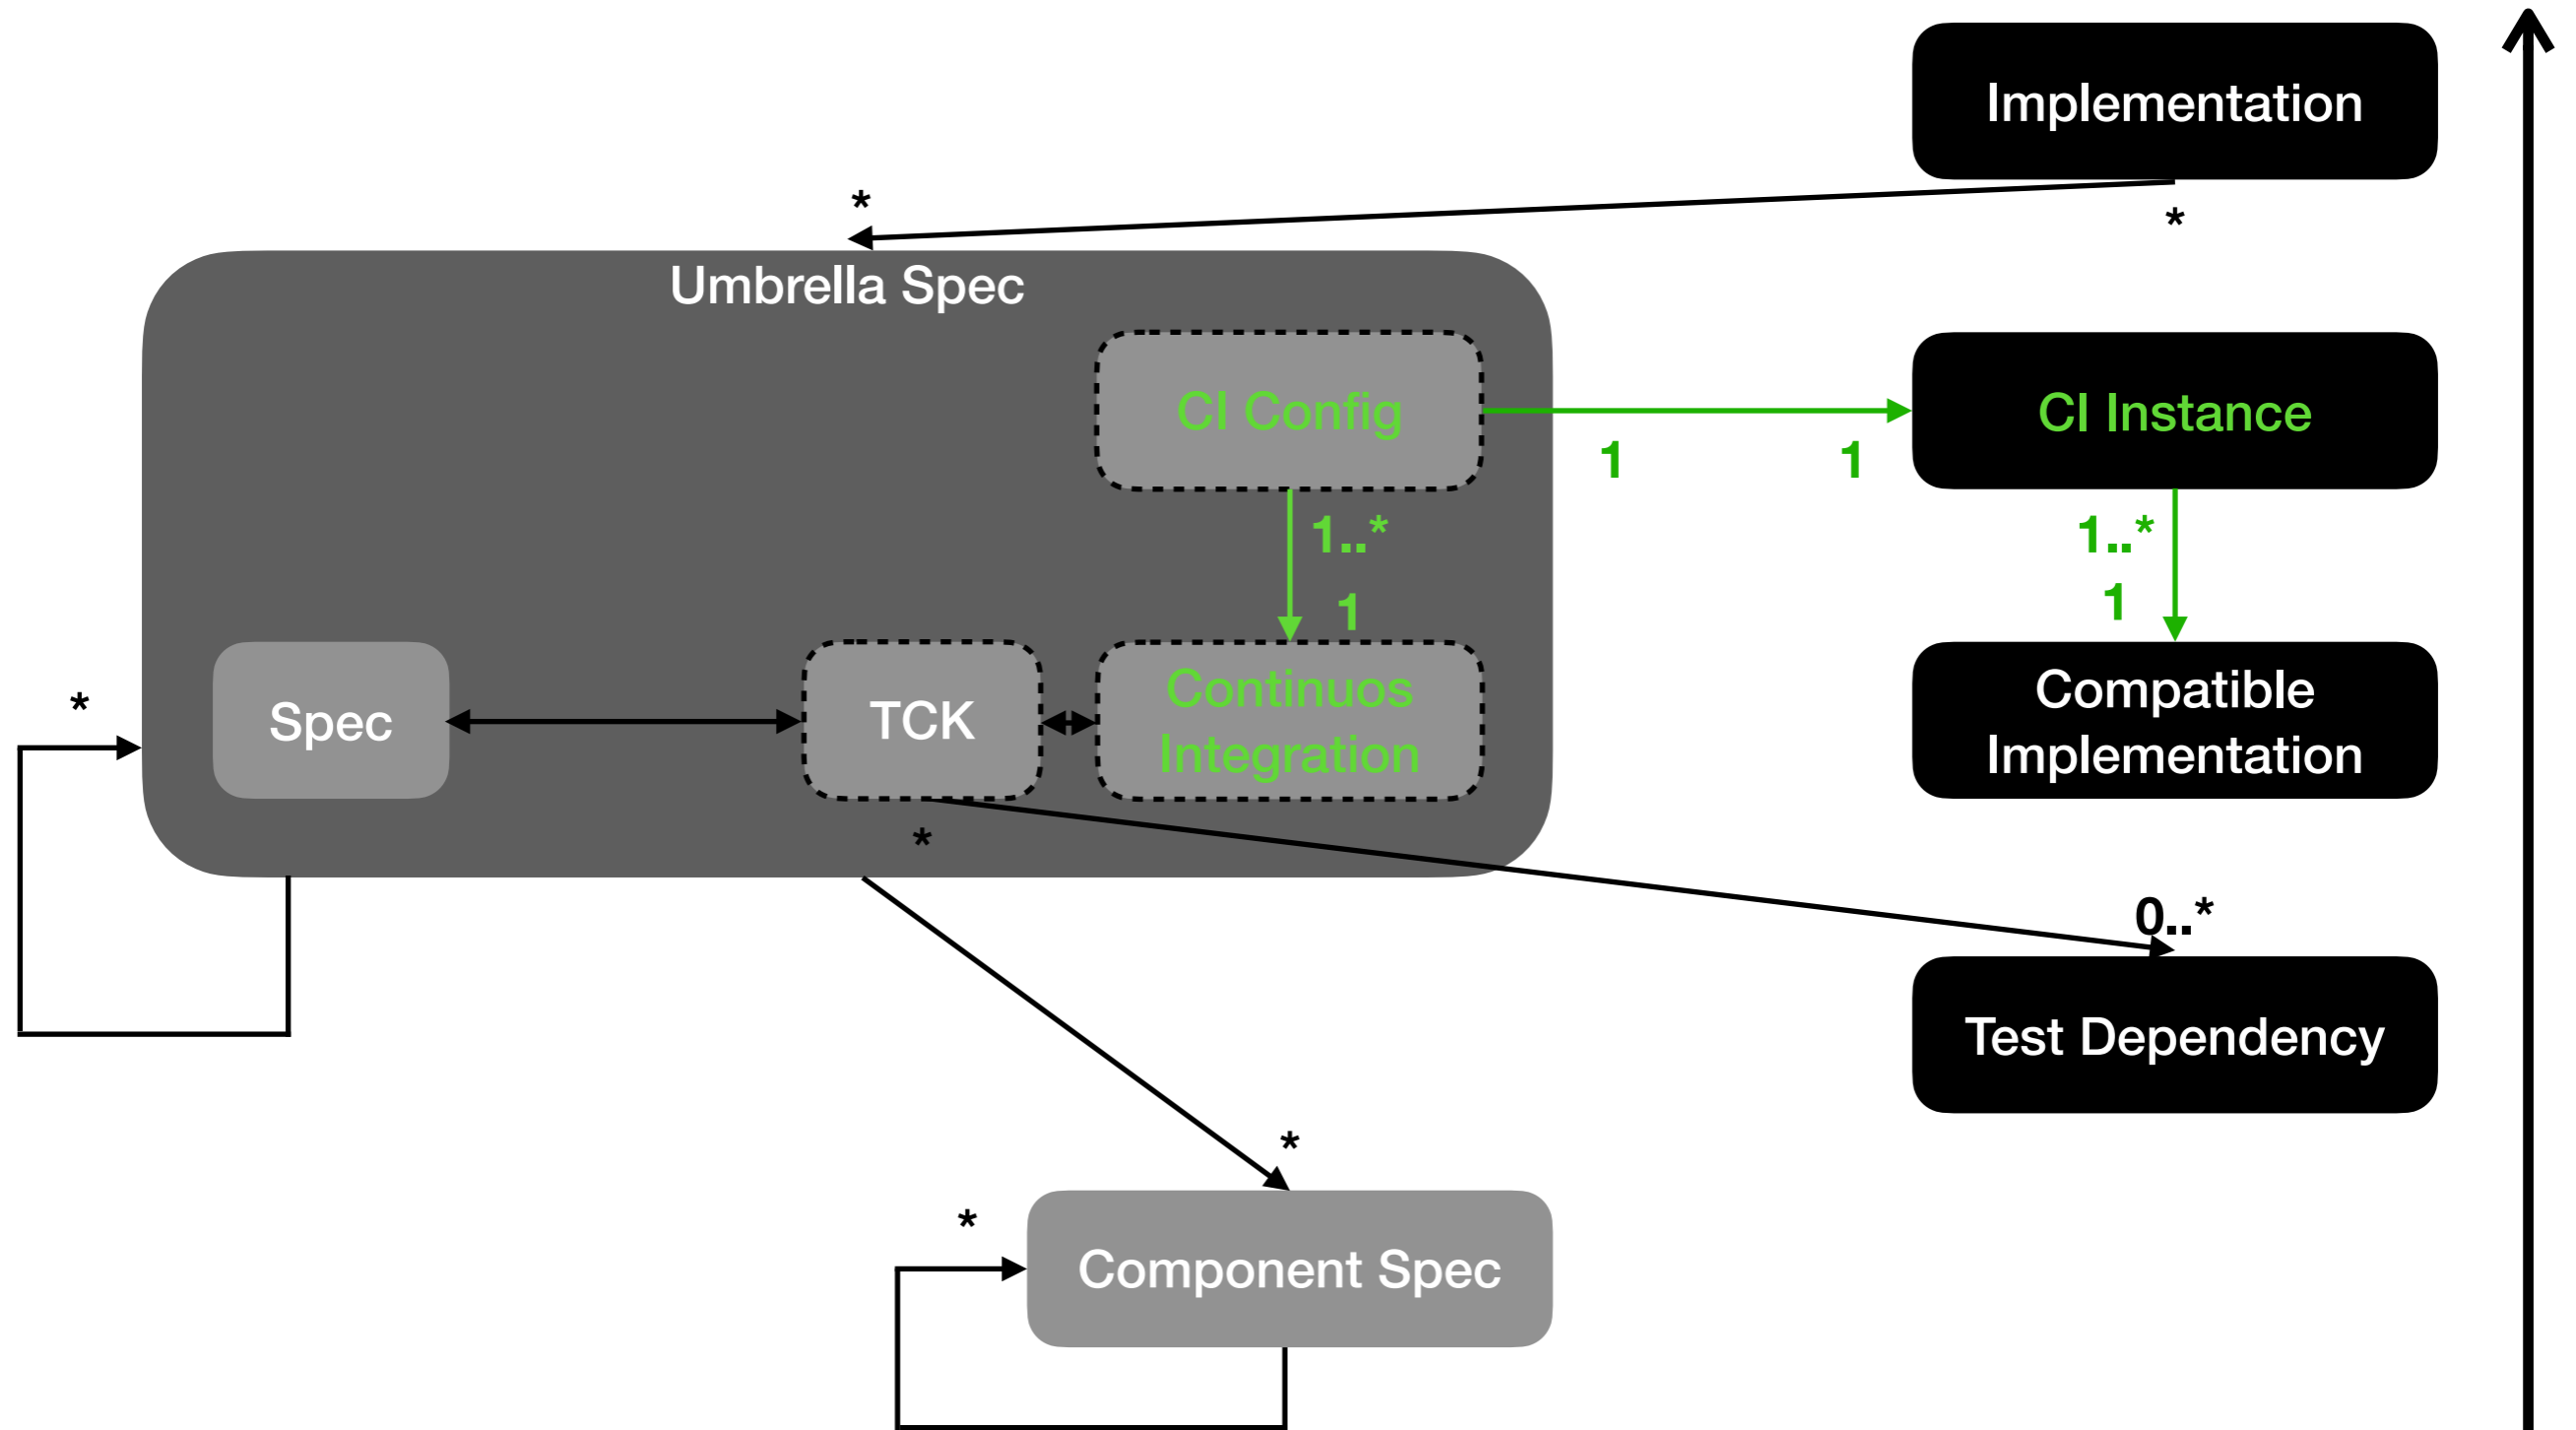 Implementation
*
*
Umbrella Spec
CI Config
CI Instance
1
1
1..*
1..*
1
1
Spec
TCK
Continuos
Integration
Compatible
Implementation
*
*
0..*
Test Dependency
*
*
Component Spec